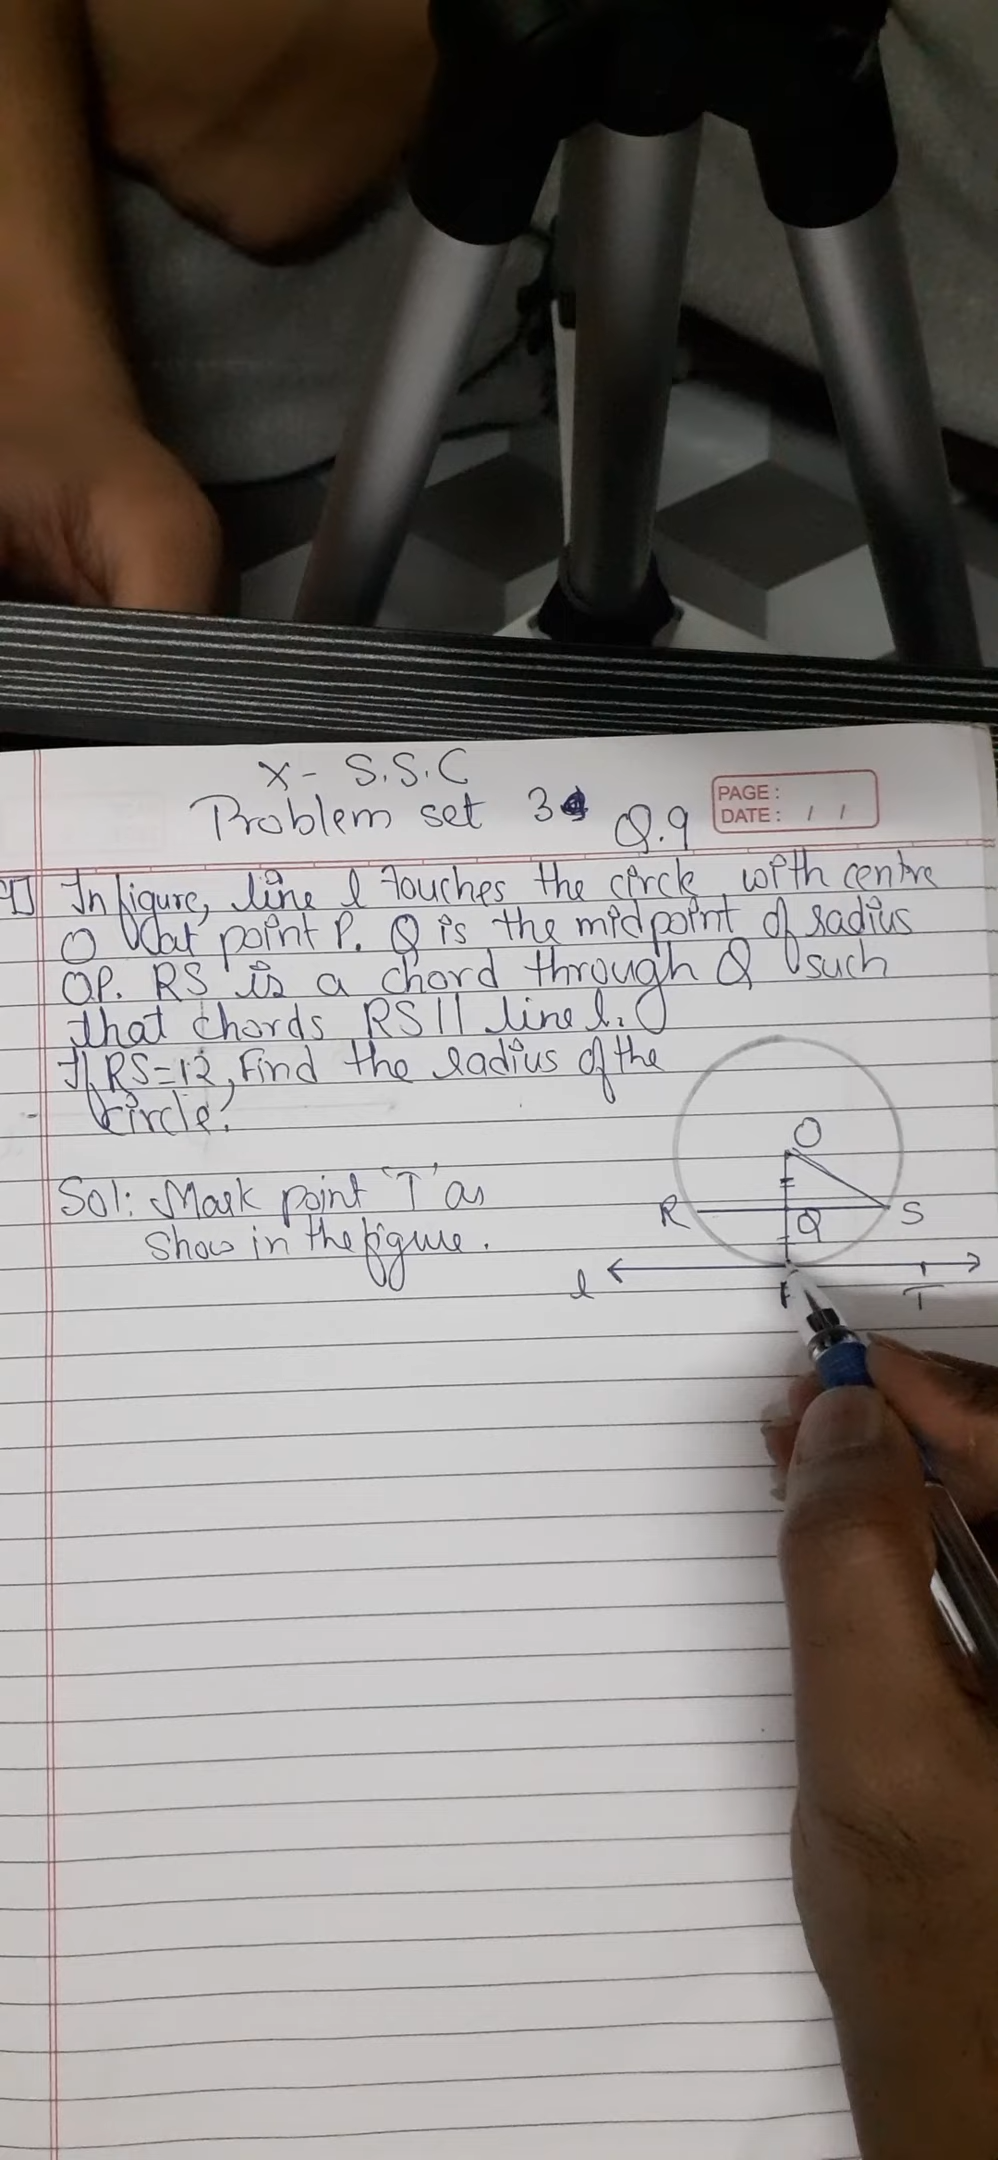 X- S.S.C
Problem set 3
Q.9
PAGE :
DATE : / /
9] In figure, line l touches the circle with centre
O at point P. Q is the midpoint of radius
OP. RS is a chord through Q such
that chords RS || line l.
If RS=12, Find the radius of the
circle.
Sol: Mark point 'T' as
Show in the figure.
O
R
Q
S
l
P
T